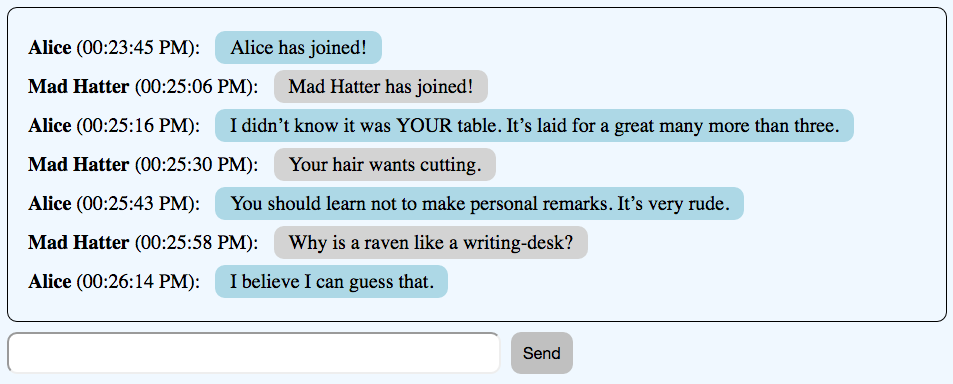 Alice (00:23:45 PM): Alice has joined!
Mad Hatter (00:25:06 PM): Mad Hatter has joined!
Alice (00:25:16 PM): I didn’t know it was YOUR table. It’s laid for a great many more than three.
Mad Hatter (00:25:30 PM): Your hair wants cutting.
Alice (00:25:43 PM): You should learn not to make personal remarks. It’s very rude.
Mad Hatter (00:25:58 PM): Why is a raven like a writing-desk?
Alice (00:26:14 PM): I believe I can guess that.
Send